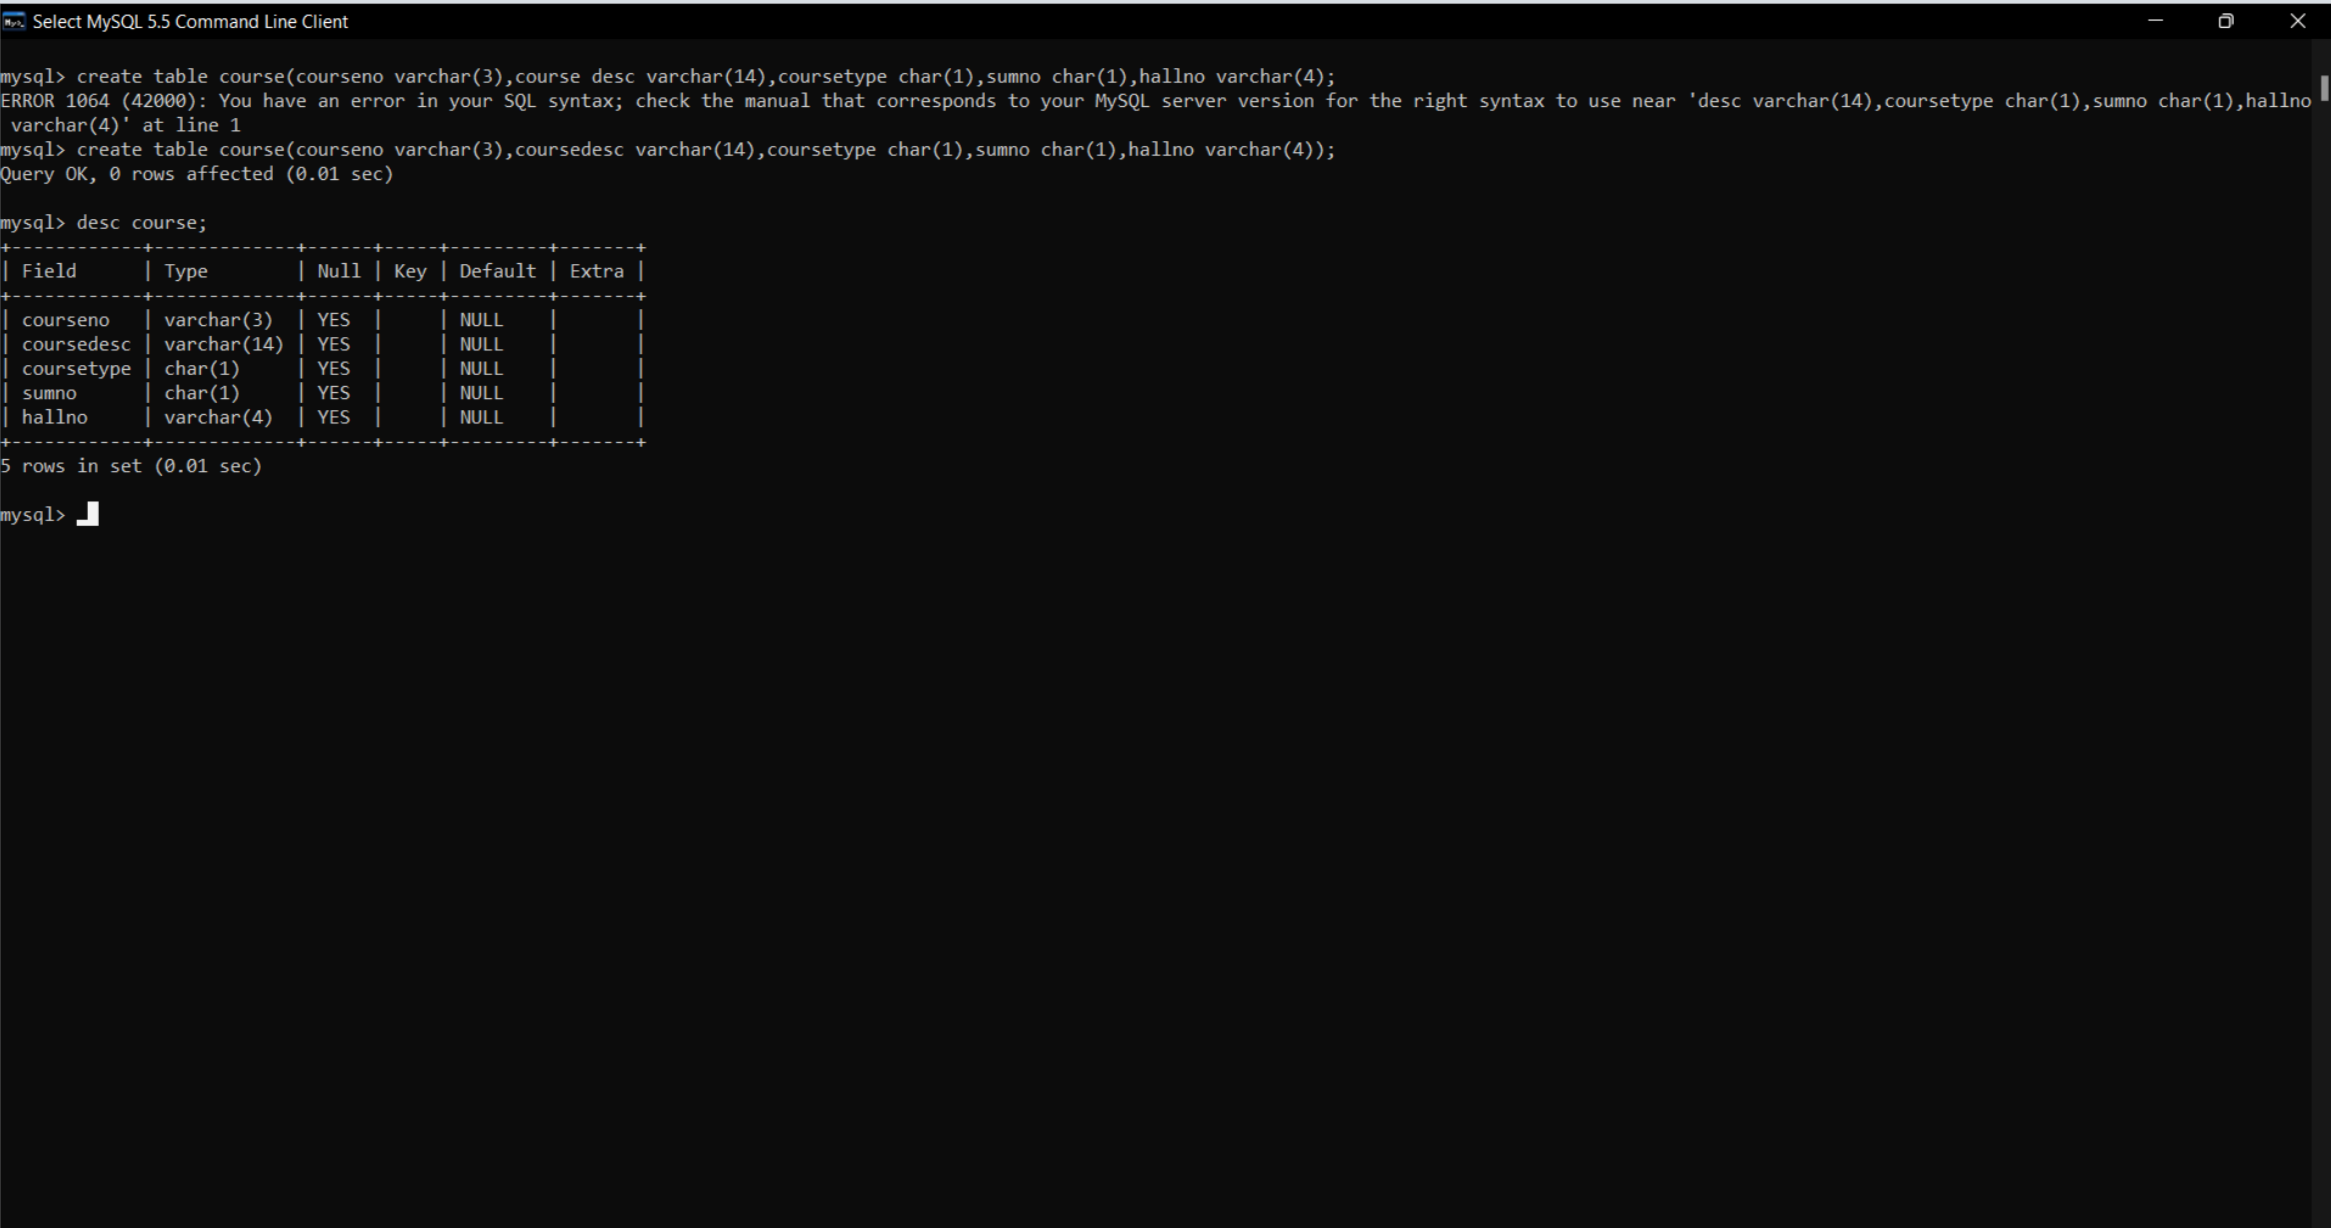 Select MySQL 5.5 Command Line Client
mysql> create table course(courseno varchar(3),course desc varchar(14),coursetype char(1),sumno char(1),hallno varchar(4);
ERROR 1064 (42000): You have an error in your SQL syntax; check the manual that corresponds to your MySQL server version for the right syntax to use near 'desc varchar(14),coursetype char(1),sumno char(1),hallno
 varchar(4)' at line 1
mysql> create table course(courseno varchar(3),coursedesc varchar(14),coursetype char(1),sumno char(1),hallno varchar(4));
Query OK, 0 rows affected (0.01 sec)
mysql> desc course;
+------------+-------------+------+-----+---------+-------+
| Field      | Type        | Null | Key | Default | Extra |
+------------+-------------+------+-----+---------+-------+
| courseno   | varchar(3)  | YES  |     | NULL    |       |
| coursedesc | varchar(14) | YES  |     | NULL    |       |
| coursetype | char(1)     | YES  |     | NULL    |       |
| sumno      | char(1)     | YES  |     | NULL    |       |
| hallno     | varchar(4)  | YES  |     | NULL    |       |
+------------+-------------+------+-----+---------+-------+
5 rows in set (0.01 sec)
mysql> _